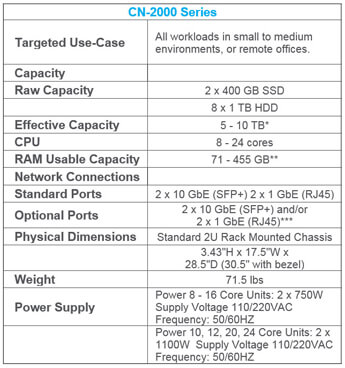 CN-2000 Series
Targeted Use-Case All workloads in small to medium
environments, or remote offices.
Capacity
Raw Capacity 2 x 400 GB SSD
8 x 1 TB HDD
Effective Capacity 5 - 10 TB*
CPU 8 - 24 cores
RAM Usable Capacity 71 - 455 GB**
Network Connections
Standard Ports 2 x 10 GbE (SFP+) 2 x 1 GbE (RJ45)
Optional Ports 2 x 10 GbE (SFP+) and/or
2 x 1 GbE (RJ45)***
Physical Dimensions Standard 2U Rack Mounted Chassis
3.43"H x 17.5"W x
28.5"D (30.5" with bezel)
Weight 71.5 lbs
Power Supply Power 8 - 16 Core Units: 2 x 750W
Supply Voltage 110/220VAC
Frequency: 50/60HZ
Power 10, 12, 20, 24 Core Units: 2 x
1100W Supply Voltage 110/220VAC
Frequency: 50/60HZ